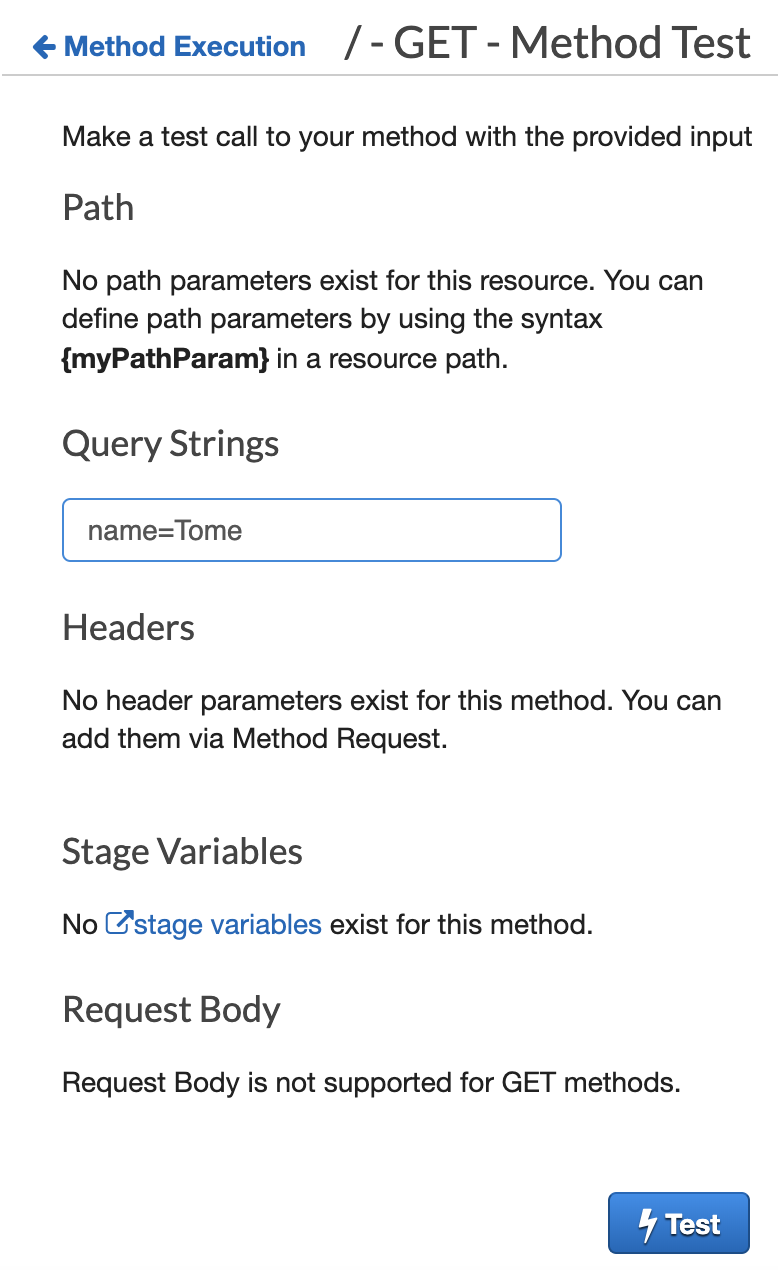 Method Execution / - GET - Method Test
Make a test call to your method with the provided input
Path
No path parameters exist for this resource. You can
define path parameters by using the syntax
{myPathParam} in a resource path.
Query Strings
name=Tome
Headers
No header parameters exist for this method. You can
add them via Method Request.
Stage Variables
No stage variables exist for this method.
Request Body
Request Body is not supported for GET methods.
Test